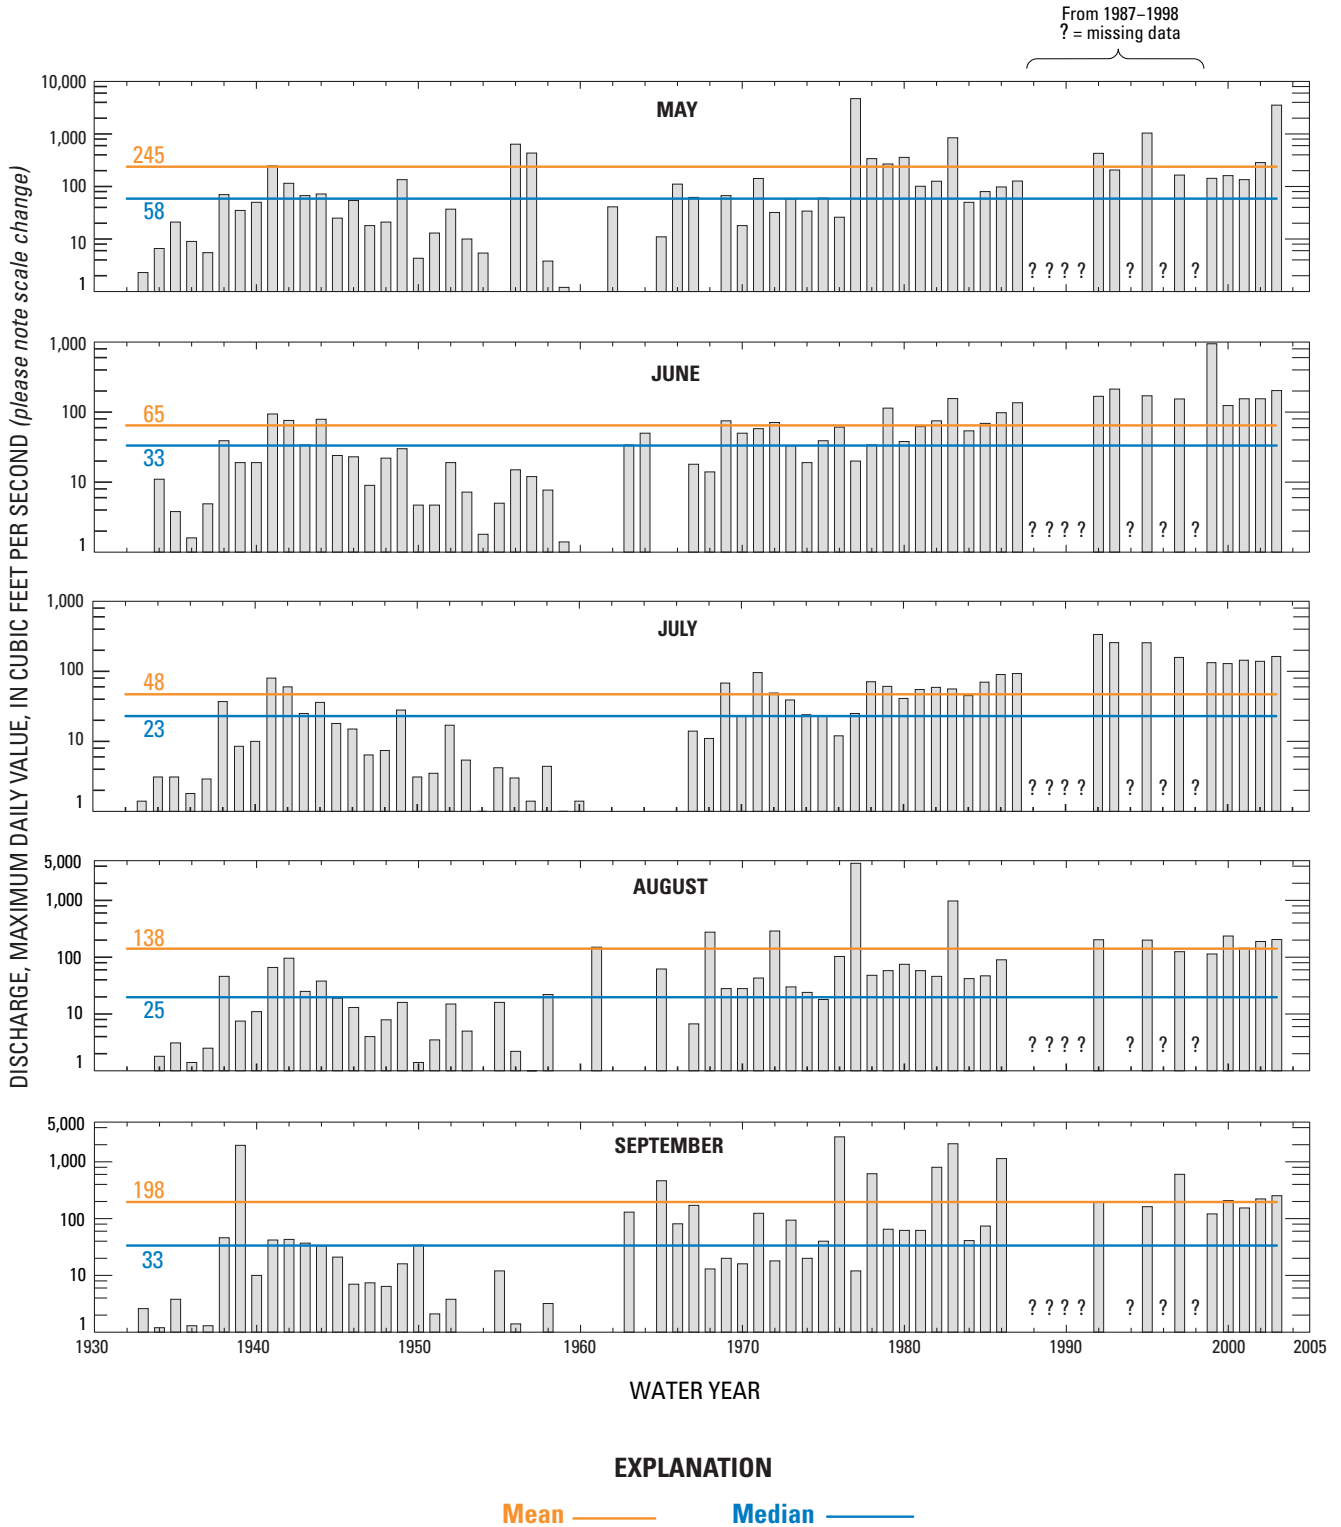 From 1987–1998
? = missing data
DISCHARGE, MAXIMUM DAILY VALUE, IN CUBIC FEET PER SECOND (please note scale change)
MAY
10,000
1,000
100
10
1
245
58
? ? ? ? ? ? ?
JUNE
1,000
100
10
1
65
33
? ? ? ? ? ? ?
JULY
1,000
100
10
1
48
23
? ? ? ? ? ? ?
AUGUST
5,000
1,000
100
10
1
138
25
? ? ? ? ? ? ?
SEPTEMBER
5,000
1,000
100
10
1
198
33
? ? ? ? ? ? ?
1930 1940 1950 1960 1970 1980 1990 2000 2005
WATER YEAR
EXPLANATION
Mean Median